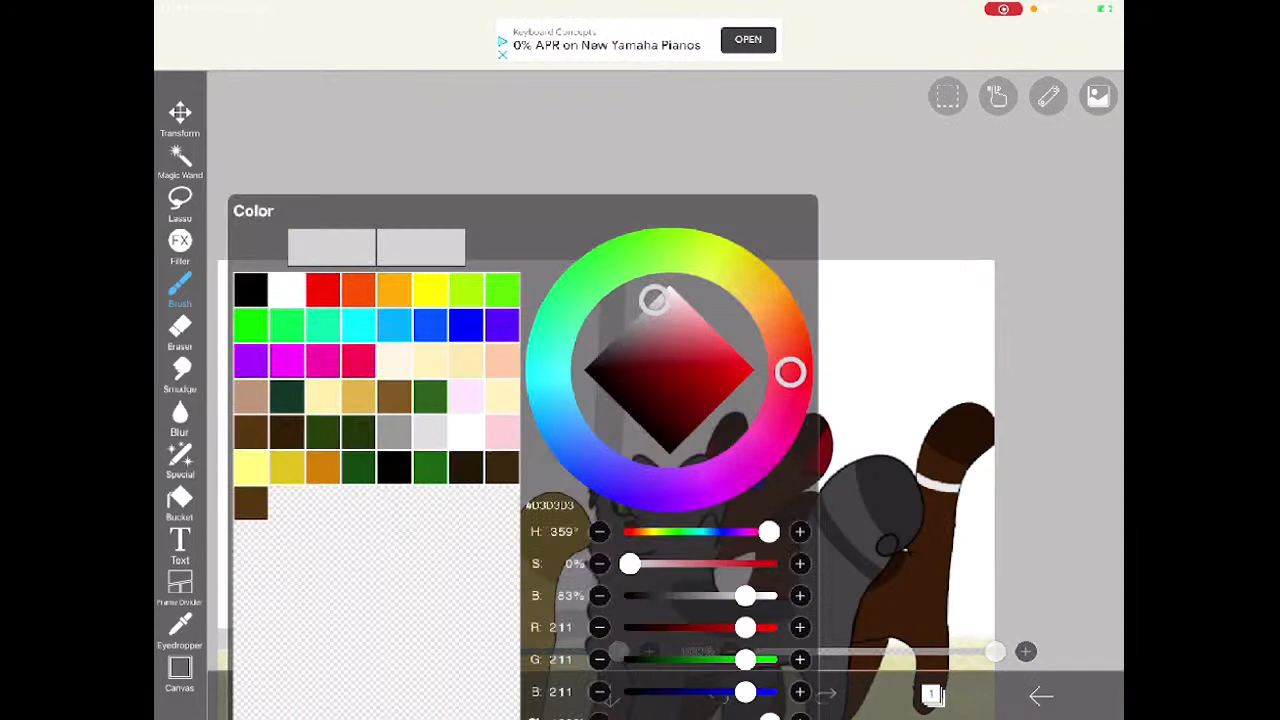 Keyboard Concepts
0% APR on New Yamaha Pianos
OPEN
Transform
Magic Wand
Lasso
FX
Filter
Brush
Eraser
Smudge
Blur
Special
Bucket
T
Text
Frame Divider
Eyedropper
Canvas
Color
#D3D3D3
H: 359°
S: 0%
B: 83%
R: 211
G: 211
B: 211
1